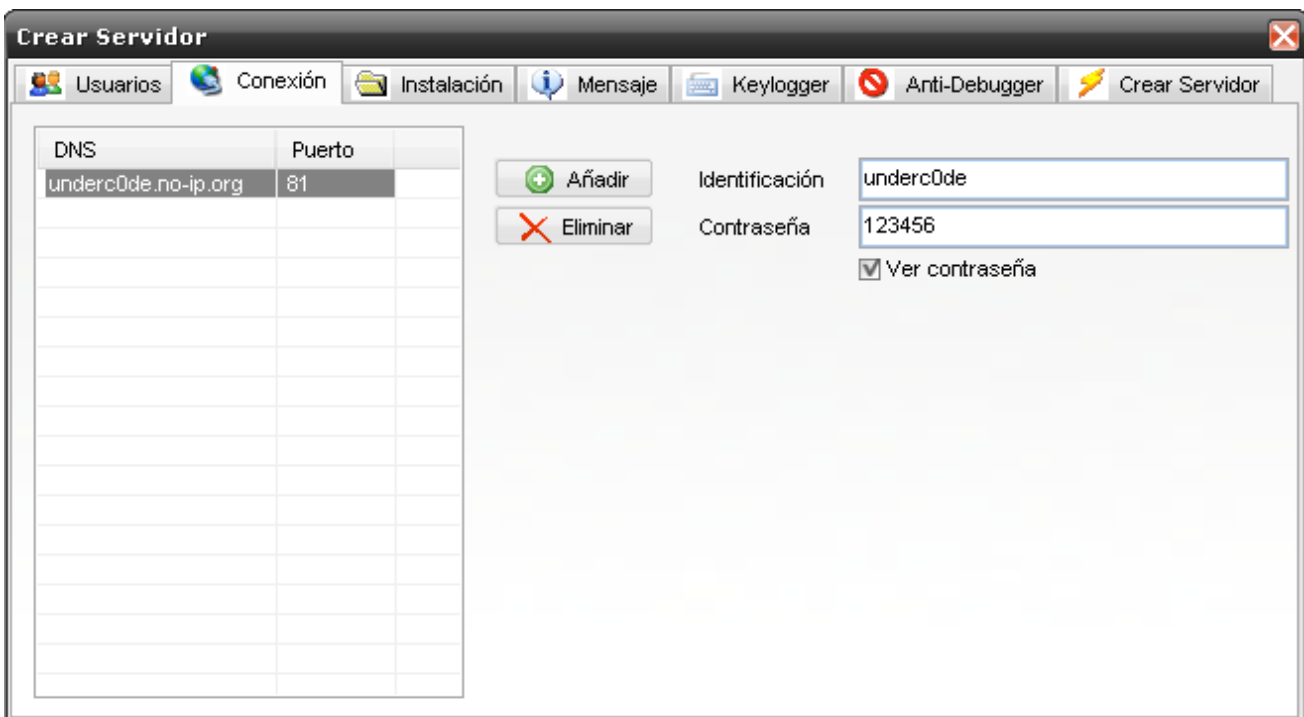 Crear Servidor
Usuarios Conexión Instalación Mensaje Keylogger Anti-Debugger Crear Servidor
DNS Puerto
underc0de.no-ip.org 81
Añadir Identificación underc0de
Eliminar Contraseña 123456
Ver contraseña